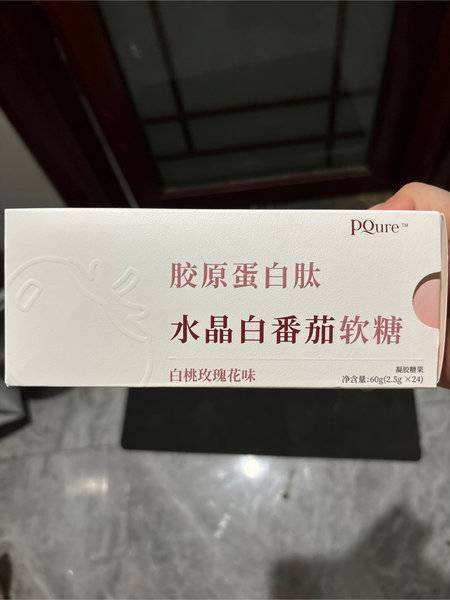 PQure™
胶原蛋白肽
水晶白番茄软糖
白桃玫瑰花味
凝胶糖果
净含量:60g(2.5g×24)